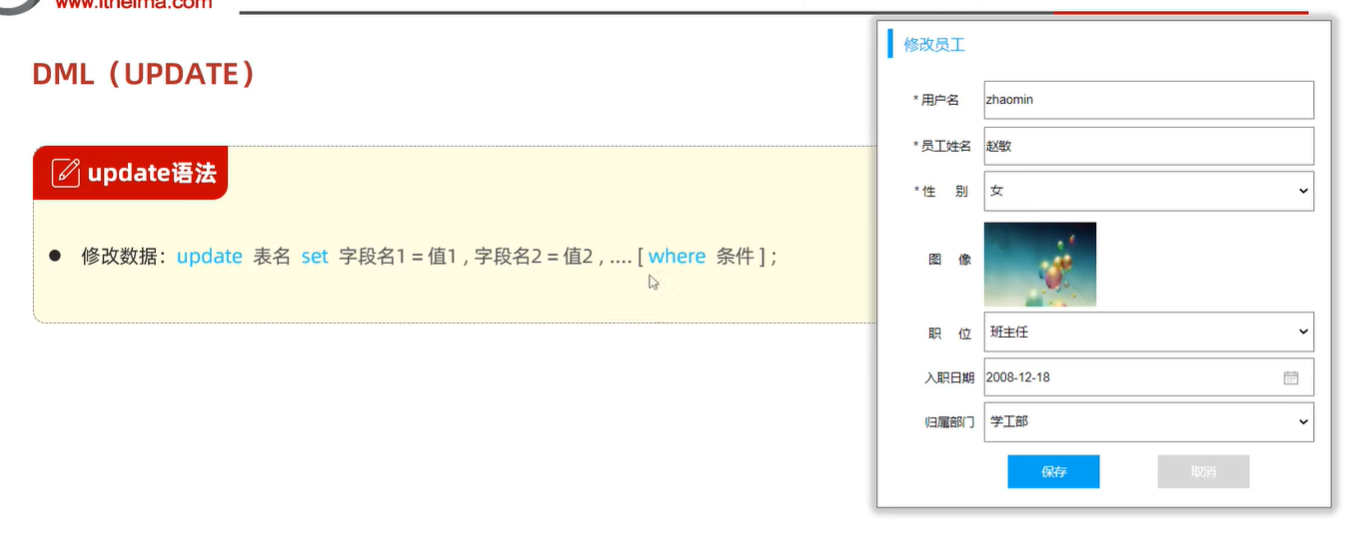 www.itheima.com
DML（UPDATE）
update语法
● 修改数据：update 表名 set 字段名1 = 值1 , 字段名2 = 值2 , .... [ where 条件 ] ;
修改员工
* 用户名 zhaomin
* 员工姓名 赵敏
* 性 别 女
图 像
职 位 班主任
入职日期 2008-12-18
归属部门 学工部
保存 取消